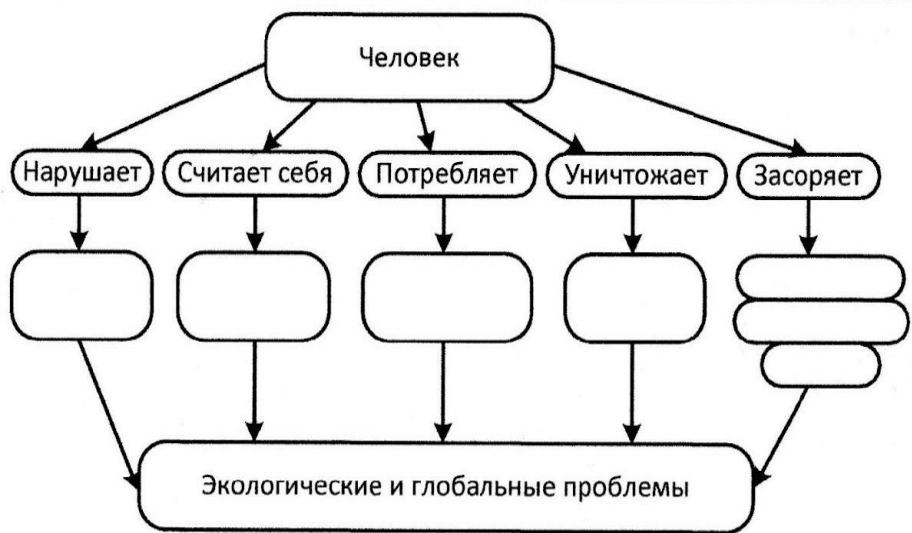 Человек
Нарушает
Считает себя
Потребляет
Уничтожает
Засоряет
Экологические и глобальные проблемы